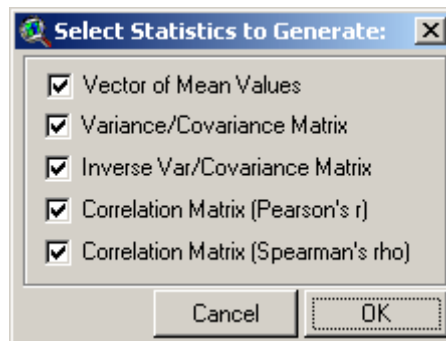 Select Statistics to Generate:
Vector of Mean Values
Variance/Covariance Matrix
Inverse Var/Covariance Matrix
Correlation Matrix (Pearson's r)
Correlation Matrix (Spearman's rho)
Cancel OK